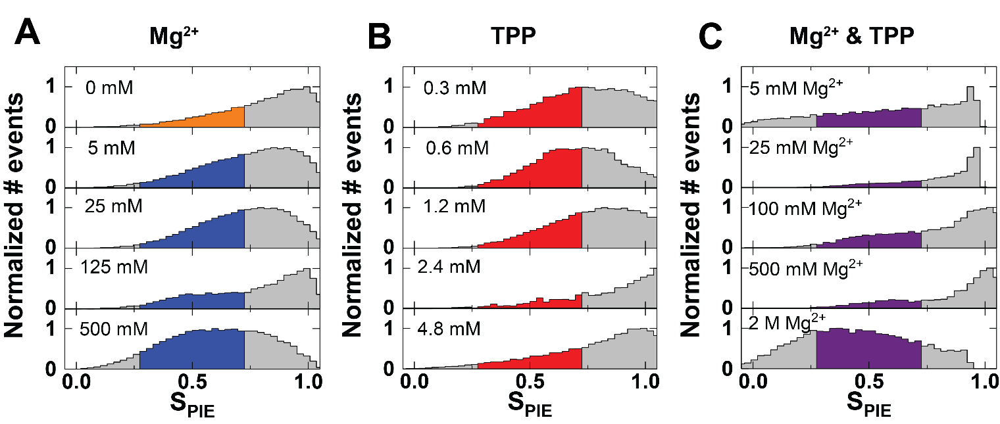 A
Mg²⁺
Normalized # events
1
0 mM
0
1
5 mM
0
1
25 mM
0
1
125 mM
0
1
500 mM
0
0.0 0.5 1.0
S_PIE
B
TPP
Normalized # events
1
0.3 mM
0
1
0.6 mM
0
1
1.2 mM
0
1
2.4 mM
0
1
4.8 mM
0
0.0 0.5 1.0
S_PIE
C
Mg²⁺ & TPP
Normalized # events
1
5 mM Mg²⁺
0
1
25 mM Mg²⁺
0
1
100 mM Mg²⁺
0
1
500 mM Mg²⁺
0
1
2 M Mg²⁺
0
0.0 0.5 1.0
S_PIE